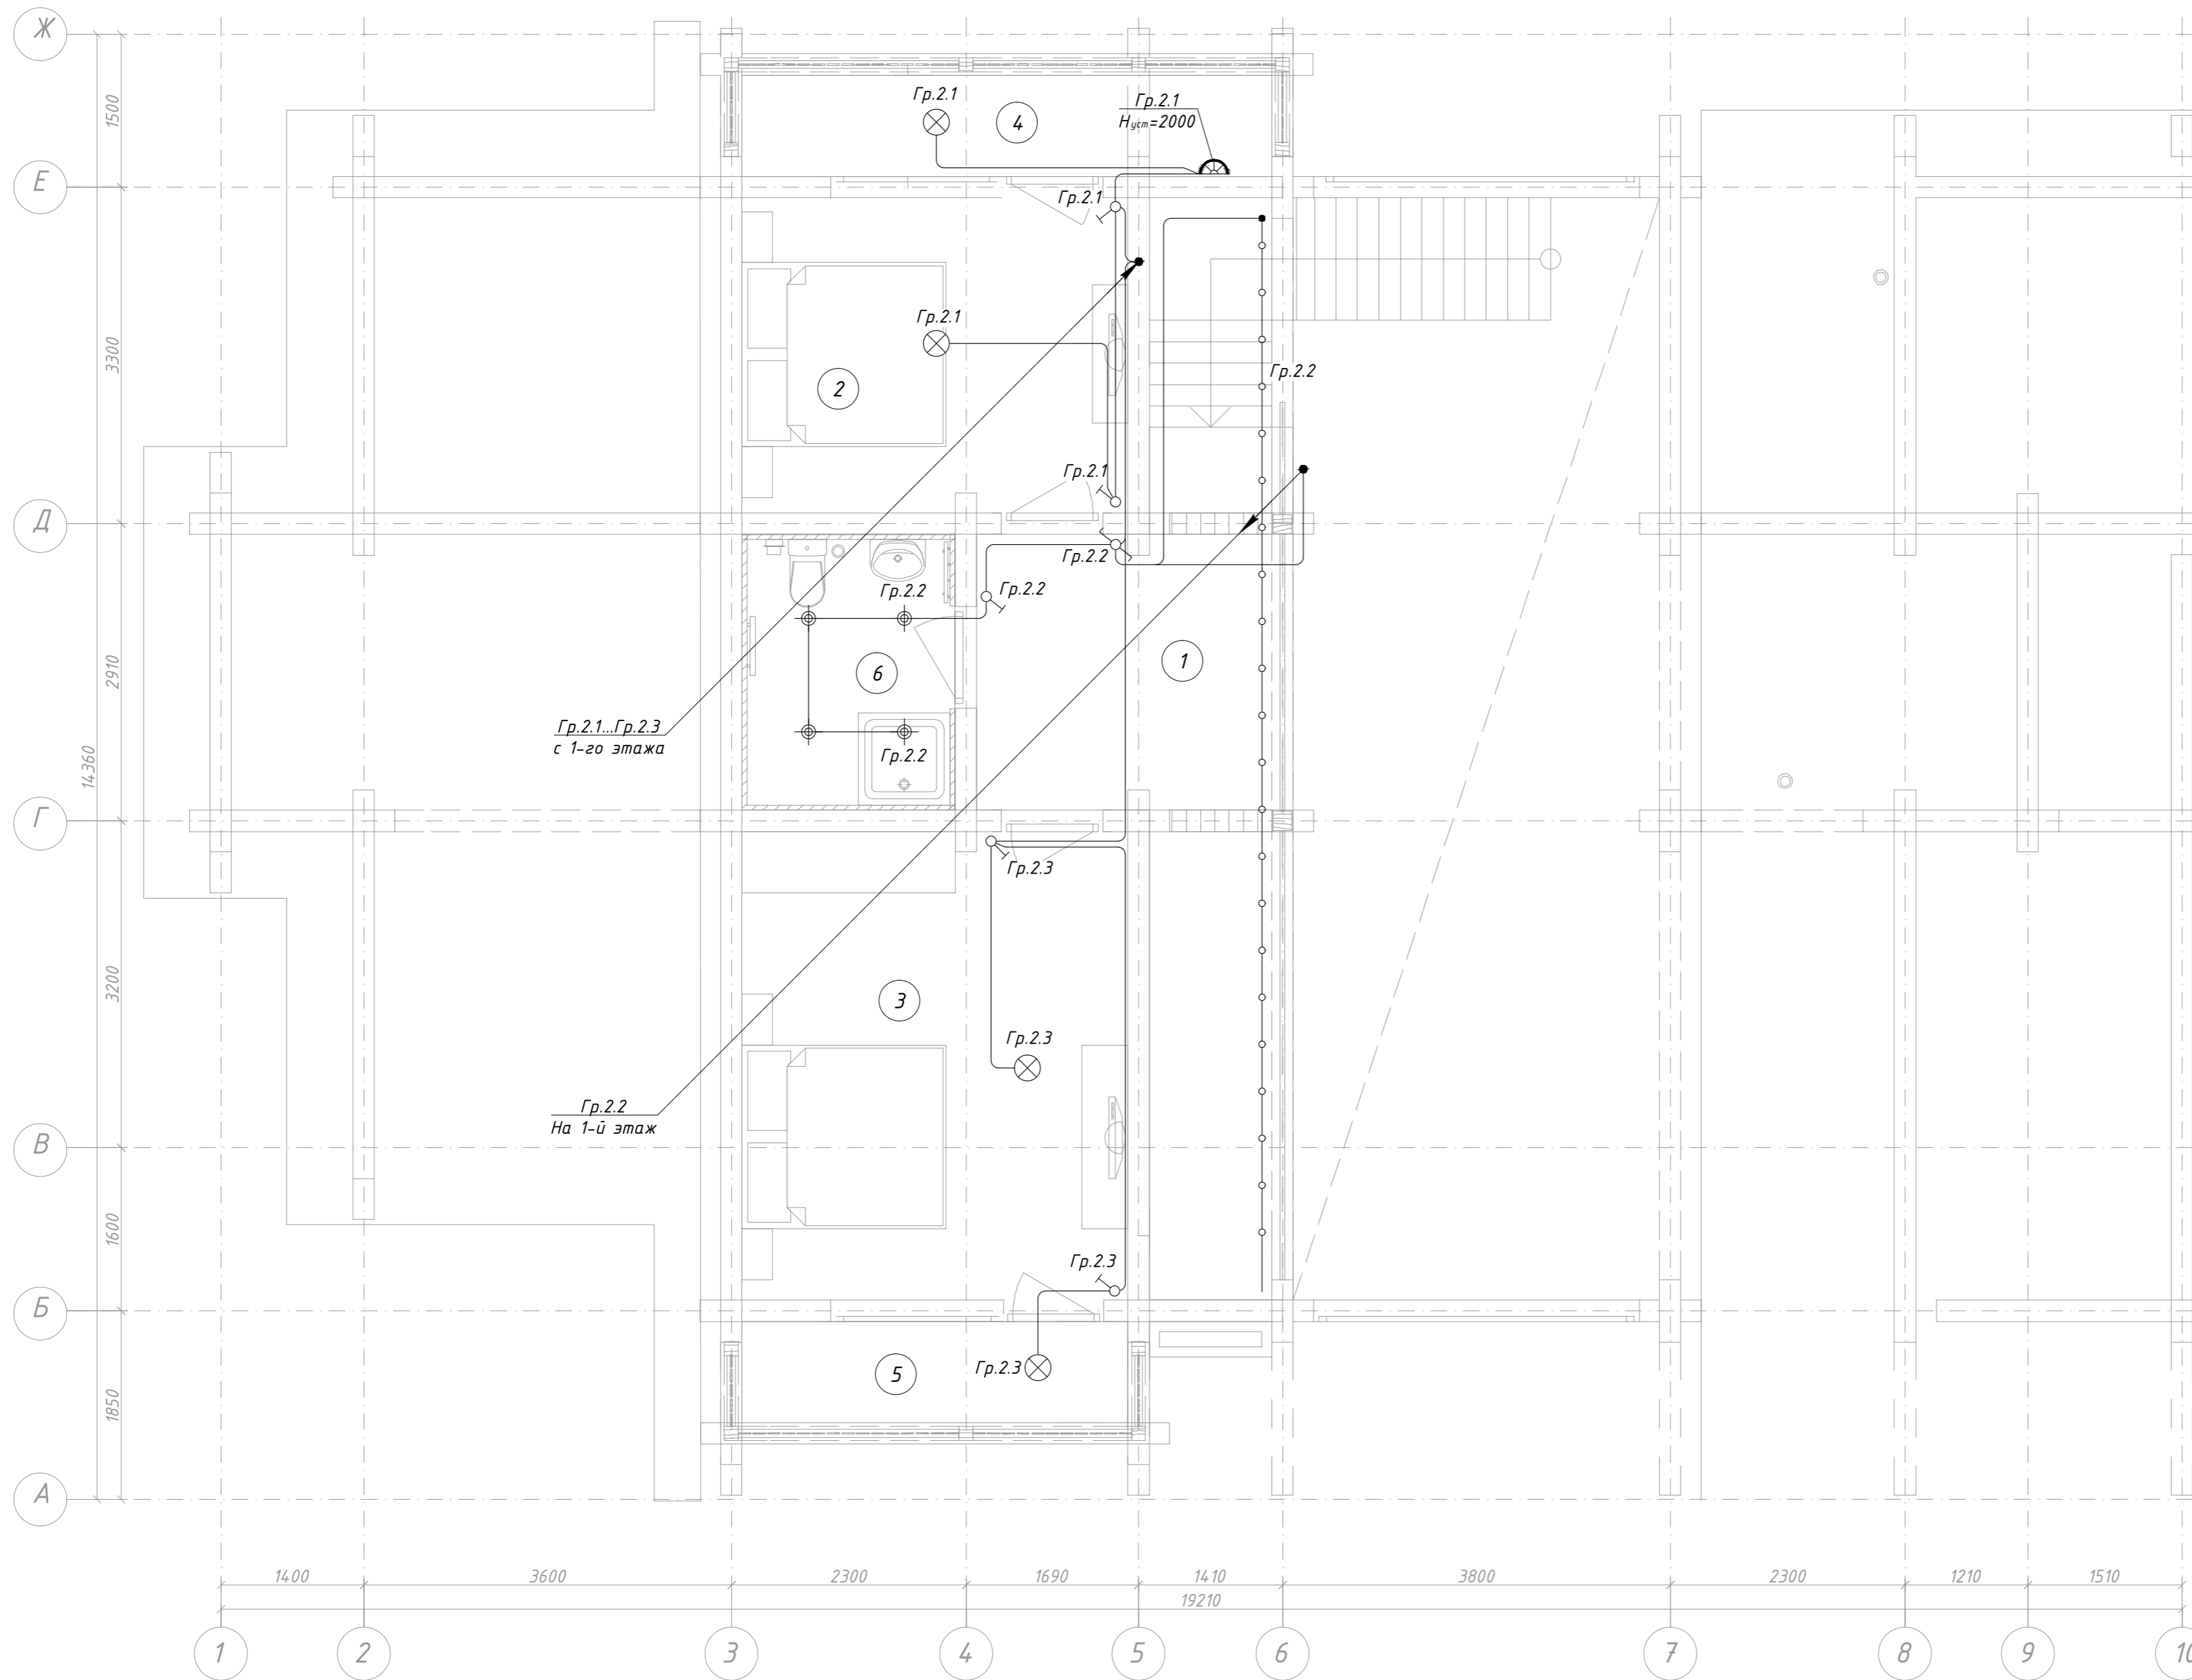 Ж
1500
Гр.2.1
4
Гр.2.1
Hуст=2000
Е
Гр.2.1
3300
Гр.2.1
2
Гр.2.2
Гр.2.1
Д
Гр.2.2
Гр.2.2
Гр.2.2
2910
6
1
Гр.2.1...Гр.2.3
с 1-го этажа
Гр.2.2
14360
Г
Гр.2.3
3200
3
Гр.2.3
Гр.2.2
На 1-й этаж
В
1600
Гр.2.3
Б
5
Гр.2.3
1850
А
1400
3600
2300
1690
1410
3800
2300
1210
1510
19210
1
2
3
4
5
6
7
8
9
10